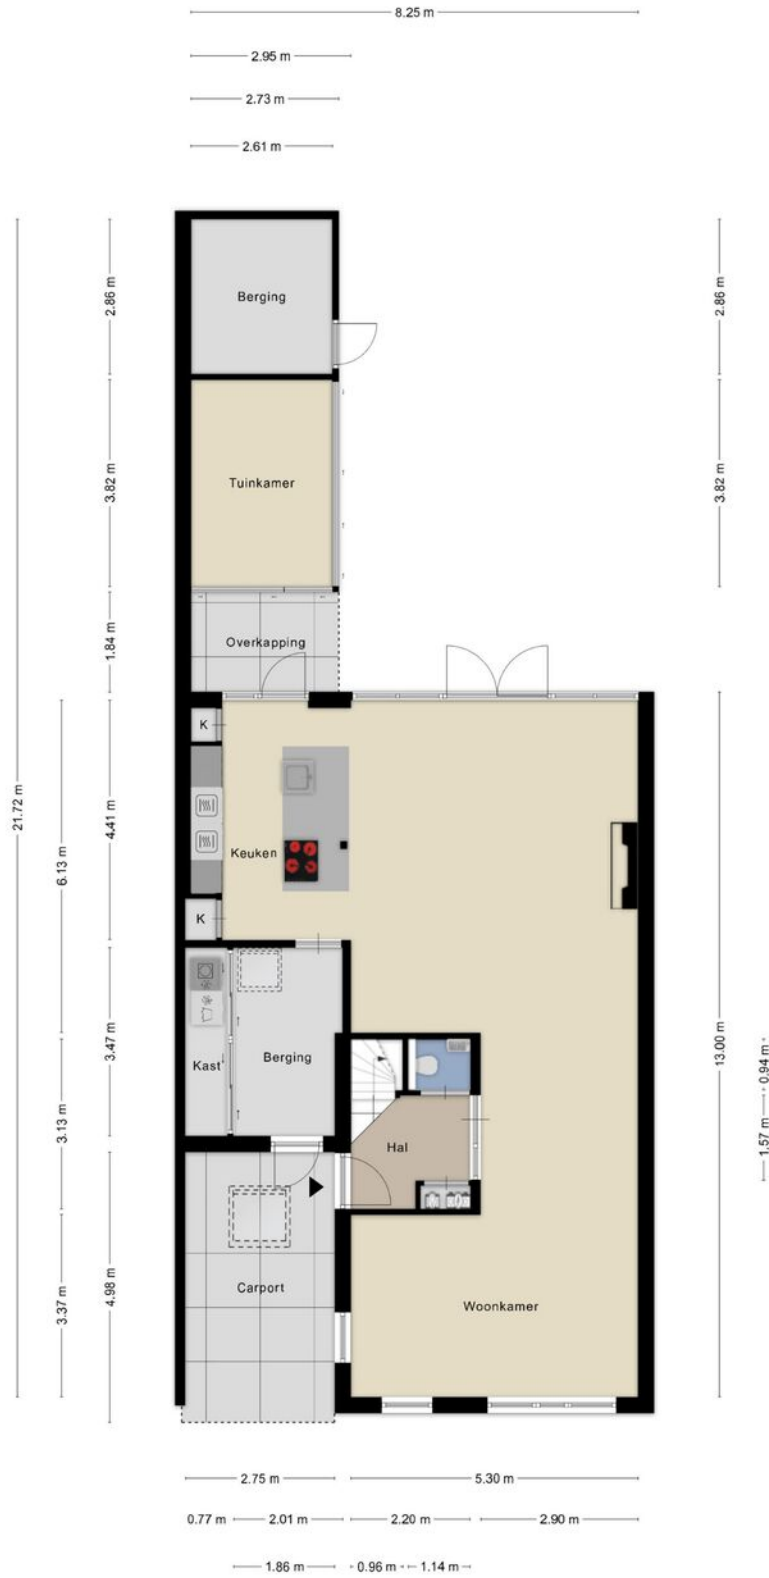 8.25 m
2.95 m
2.73 m
2.61 m
2.86 m
2.86 m
Berging
3.82 m
Tuinkamer
3.82 m
1.84 m
Overkapping
21.72 m
6.13 m
4.41 m
K
Keuken
K
13.00 m
3.47 m
Kast
Berging
0.94 m
1.57 m
3.13 m
Hal
4.98 m
3.37 m
Carport
Woonkamer
2.75 m
5.30 m
0.77 m
2.01 m
2.20 m
2.90 m
1.86 m
0.96 m
1.14 m